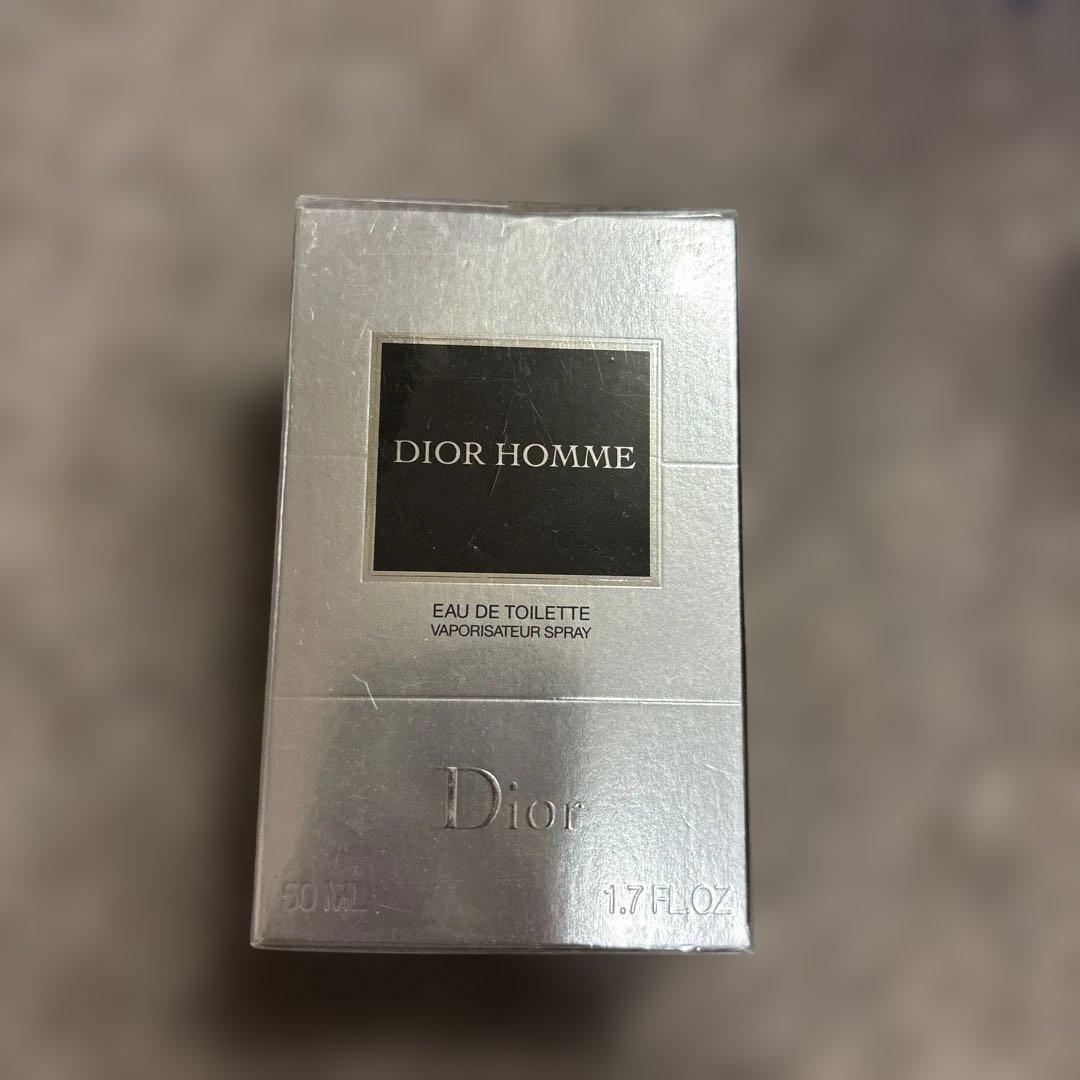 DIOR HOMME
EAU DE TOILETTE
VAPORISATEUR SPRAY
Dior
50 ML 1.7 FL.OZ